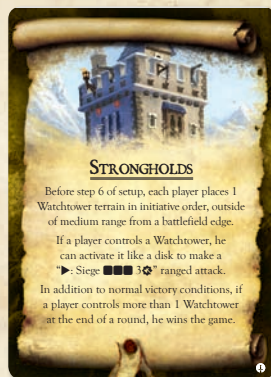 STRONGHOLDS
Before step 6 of setup, each player places 1
Watchtower terrain in initiative order, outside
of medium range from a battlefield edge.
If a player controls a Watchtower, he
can activate it like a disk to make a
“▶: Siege ■■■ 3✪” ranged attack.
In addition to normal victory conditions, if
a player controls more than 1 Watchtower
at the end of a round, he wins the game.